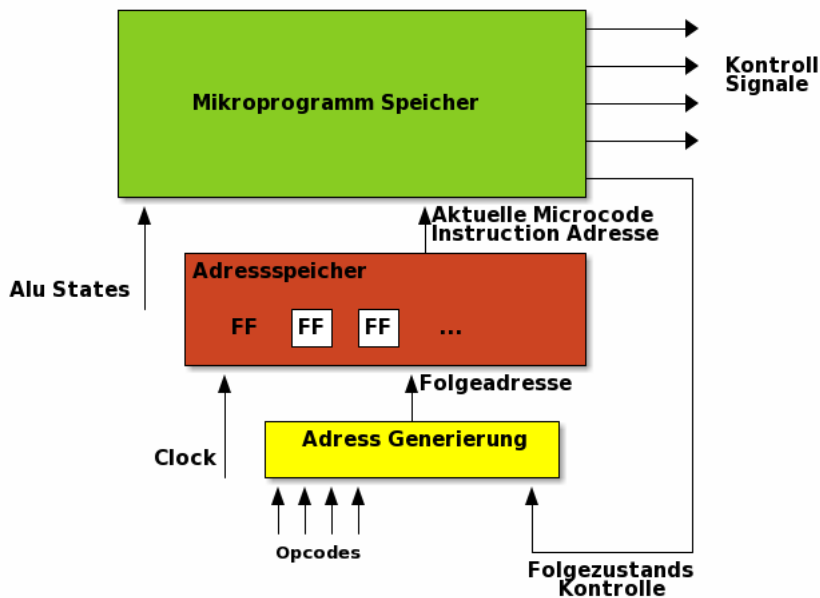 Kontroll
Signale
Mikroprogramm Speicher
Aktuelle Microcode
Instruction Adresse
Adressspeicher
Alu States
FF FF FF ...
Folgeadresse
Adress Generierung
Clock
Opcodes
Folgezustands
Kontrolle